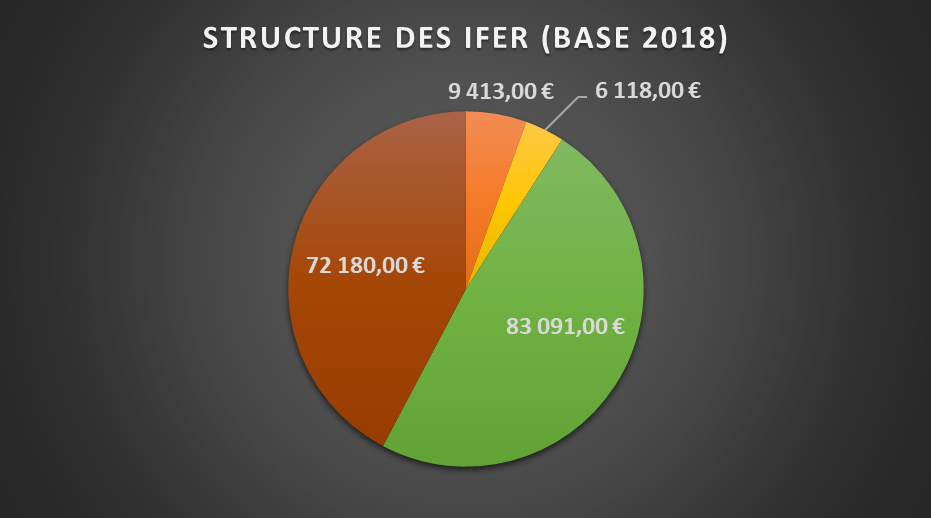 STRUCTURE DES IFER (BASE 2018)
9 413,00 €
6 118,00 €
72 180,00 €
83 091,00 €